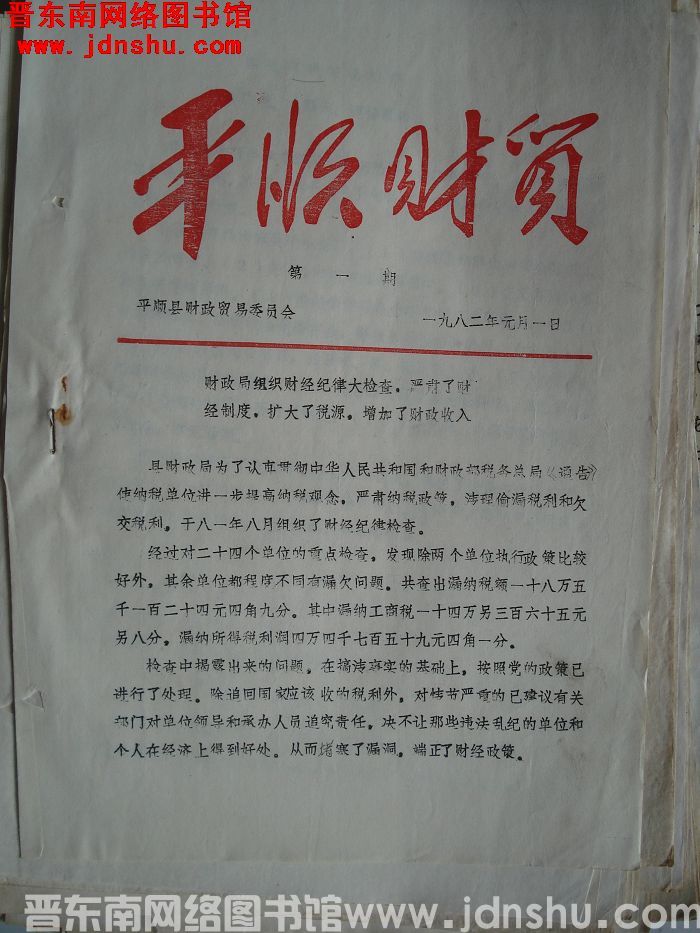 晋东南网络图书馆
www.jdnshu.com
平顺财贸
第一期
平顺县财政贸易委员会 一九八二年元月一日
财政局组织财经纪律大检查，严肃了财
经制度，扩大了税源，增加了财政收入
县财政局为了认真贯彻中华人民共和国和财政部税务总局《通告》
使纳税单位进一步提高纳税观念，严肃纳税政策，清理偷漏税利和欠
交税利，于八一年八月组织了财经纪律检查。
经过对二十四个单位的重点检查，发现除两个单位执行政策比较
好外，其余单位都程度不同有漏欠问题。共查出漏纳税额一十八万五
千一百二十四元四角九分。其中漏纳工商税一十四万另三百六十五元
另八分，漏纳所得税利润四万四千七百五十九元四角一分。
检查中揭露出来的问题，在搞清事实的基础上，按照党的政策已
进行了处理。除追回国家应该收的税利外，对情节严重的已建议有关
部门对单位领导和承办人员追究责任，决不让那些违法乱纪的单位和
个人在经济上得到好处。从而堵塞了漏洞，端正了财经政策。
晋东南网络图书馆www.jdnshu.com